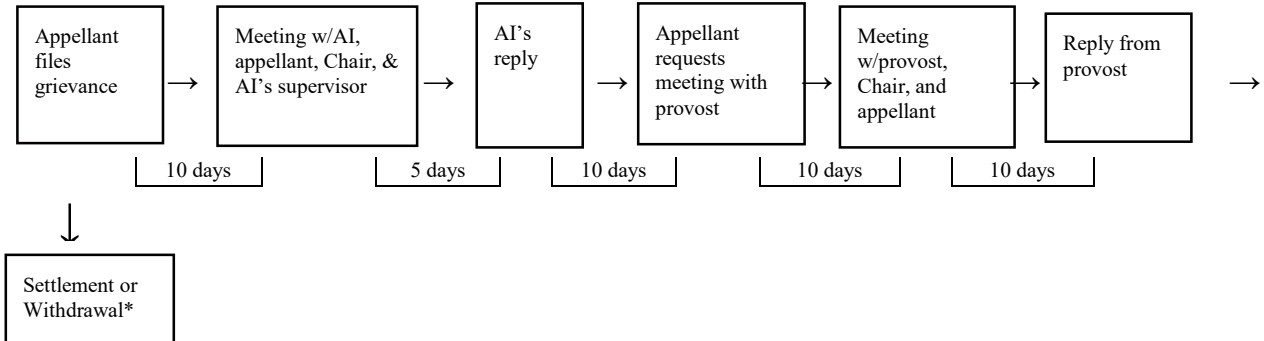 Appellant
files
grievance
Meeting w/AI,
appellant, Chair, &
AI’s supervisor
AI’s
reply
Appellant
requests
meeting with
provost
Meeting
w/provost,
Chair, and
appellant
Reply from
provost
10 days
5 days
10 days
10 days
10 days
Settlement or
Withdrawal*